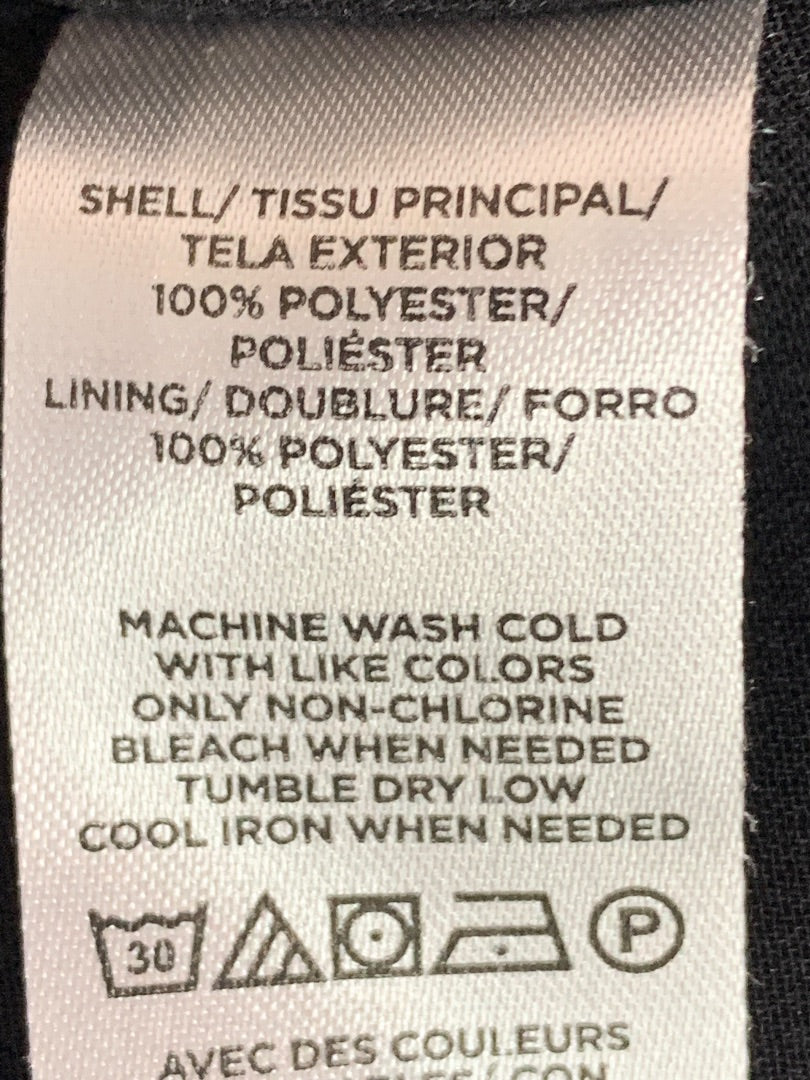 SHELL/ TISSU PRINCIPAL/
TELA EXTERIOR
100% POLYESTER/
POLIÉSTER
LINING/ DOUBLURE/ FORRO
100% POLYESTER/
POLIÉSTER
MACHINE WASH COLD
WITH LIKE COLORS
ONLY NON-CHLORINE
BLEACH WHEN NEEDED
TUMBLE DRY LOW
COOL IRON WHEN NEEDED
30 P
AVEC DES COULEURS
CON